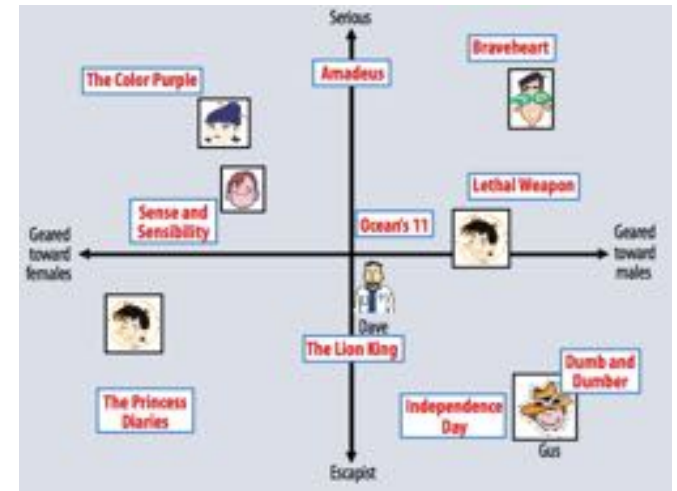 Serious
Braveheart
Amadeus
The Color Purple
Lethal Weapon
Sense and
Sensibility
Ocean's 11
Geared
toward
females
Geared
toward
males
Dave
The Lion King
Dumb and
Dumber
The Princess
Diaries
Independence
Day
Gus
Escapist